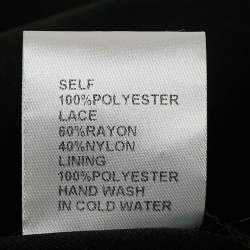 SELF
100%POLYESTER
LACE
60%RAYON
40%NYLON
LINING
100%POLYESTER
HAND WASH
IN COLD WATER